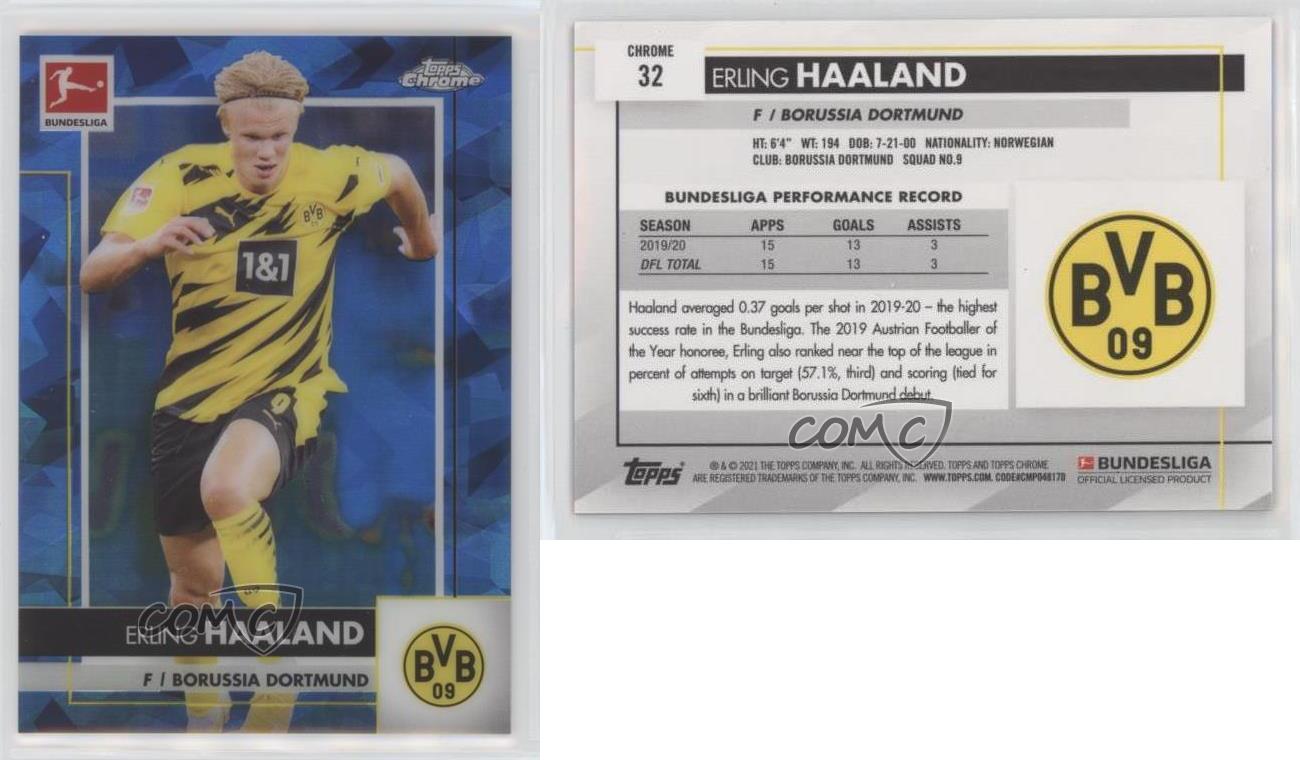 BUNDESLIGA
Topps
Chrome
BVB
09
1&1
9
COMC
ERLING HAALAND
F / BORUSSIA DORTMUND
BVB
09
CHROME
32
ERLING HAALAND
F / BORUSSIA DORTMUND
HT: 6'4" WT: 194 DOB: 7-21-00 NATIONALITY: NORWEGIAN
CLUB: BORUSSIA DORTMUND SQUAD NO.9
BUNDESLIGA PERFORMANCE RECORD
SEASON APPS GOALS ASSISTS
2019/20 15 13 3
DFL TOTAL 15 13 3
Haaland averaged 0.37 goals per shot in 2019-20 – the highest
success rate in the Bundesliga. The 2019 Austrian Footballer of
the Year honoree, Erling also ranked near the top of the league in
percent of attempts on target (57.1%, third) and scoring (tied for
sixth) in a brilliant Borussia Dortmund debut.
BVB
09
COMC
Topps
® & © 2021 THE TOPPS COMPANY, INC. ALL RIGHTS RESERVED. TOPPS AND TOPPS CHROME
ARE REGISTERED TRADEMARKS OF THE TOPPS COMPANY, INC. WWW.TOPPS.COM. CODE#CMP048170
BUNDESLIGA
OFFICIAL LICENSED PRODUCT